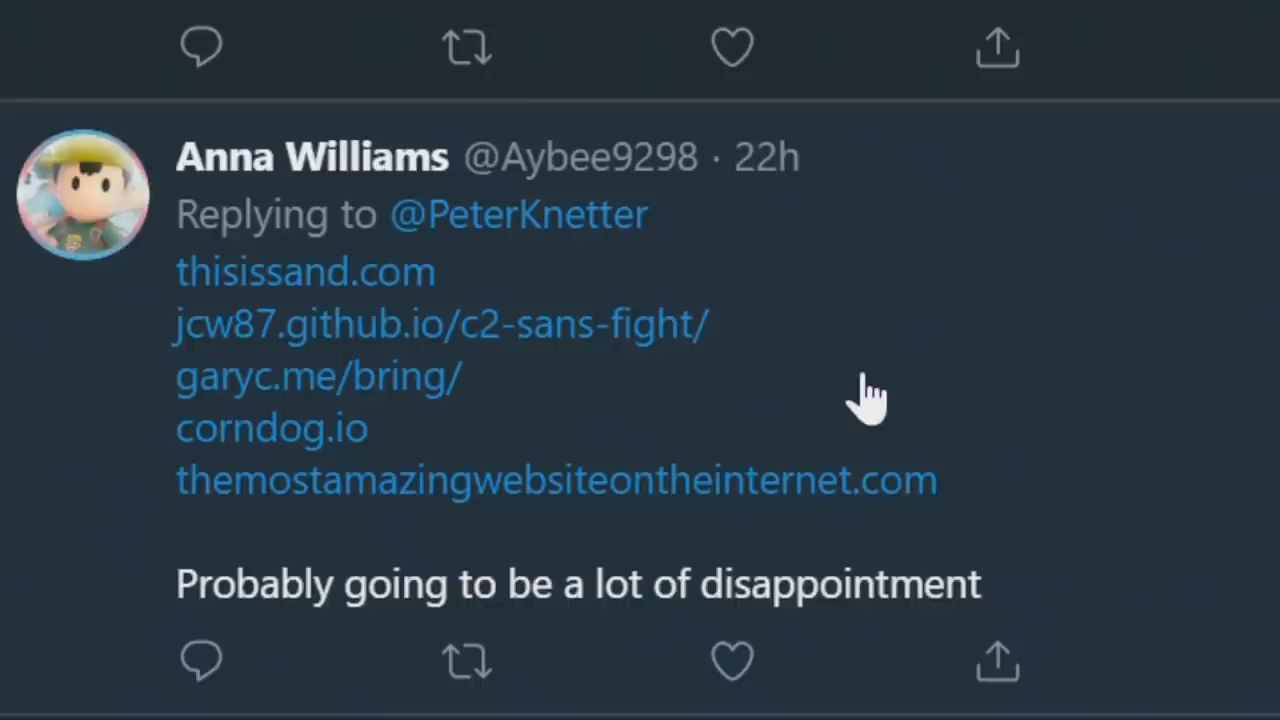 Anna Williams @Aybee9298 · 22h
Replying to @PeterKnetter
thisissand.com
jcw87.github.io/c2-sans-fight/
garyc.me/bring/
corndog.io
themostamazingwebsiteontheinternet.com
Probably going to be a lot of disappointment